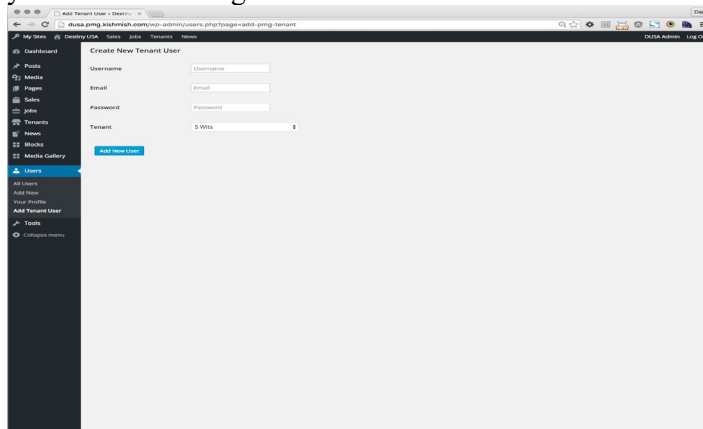 Add Tenant User ‹ Destiny
dusa.pmg.kishmish.com/wp-admin/users.php?page=add-pmg-tenant
My Sites Destiny USA Sales Jobs Tenants News DUSA Admin Log O
Dashboard
Posts
Media
Pages
Sales
Jobs
Tenants
News
Blocks
Media Gallery
Users
All Users
Add New
Your Profile
Add Tenant User
Tools
Collapse menu
Create New Tenant User
Username Username
Email Email
Password Password
Tenant 5 Wits
Add New User